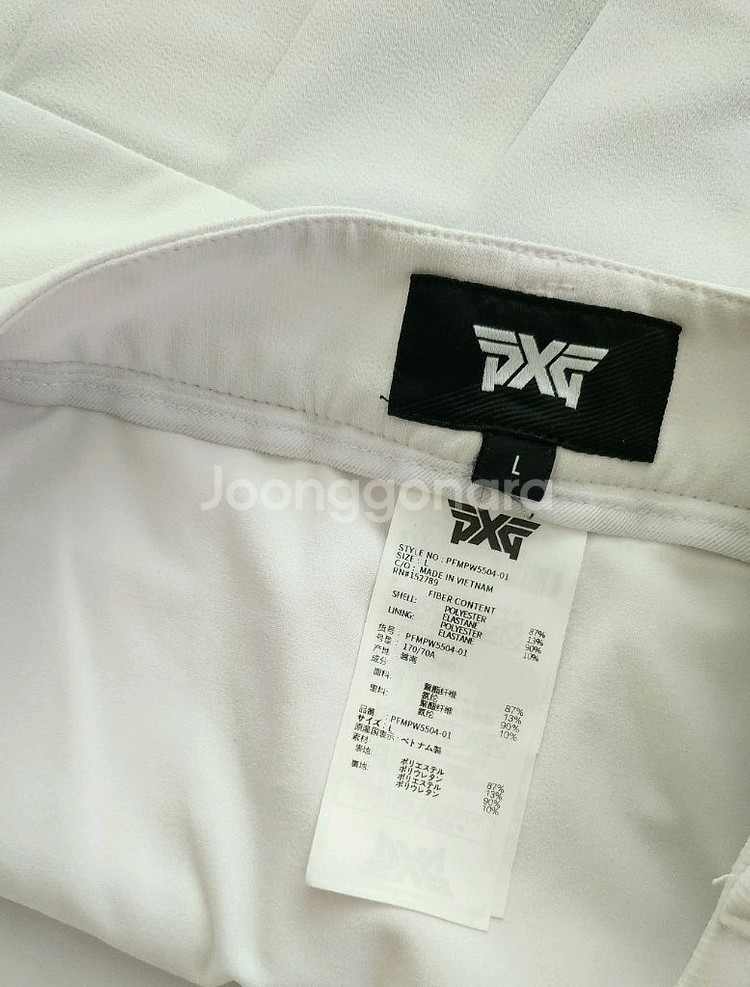 PXG
L
Joonggonara
PXG
STYLE NO : PFMPW5504-01
SIZE : L
C/O : MADE IN VIETNAM
RN#152789
FIBER CONTENT
SHELL: POLYESTER 87%
ELASTANE 13%
LINING: POLYESTER 90%
ELASTANE 10%
货号: PFMPW5504-01
号型: 170/70A
产地: 越南
成分:
面料: 聚酯纤维 87%
氨纶 13%
里料: 聚酯纤维 90%
氨纶 10%
品番 : PFMPW5504-01
サイズ : L
原産国表示 : ベトナム製
素材:
表地: ポリエステル 87%
ポリウレタン 13%
裏地: ポリエステル 90%
ポリウレタン 10%